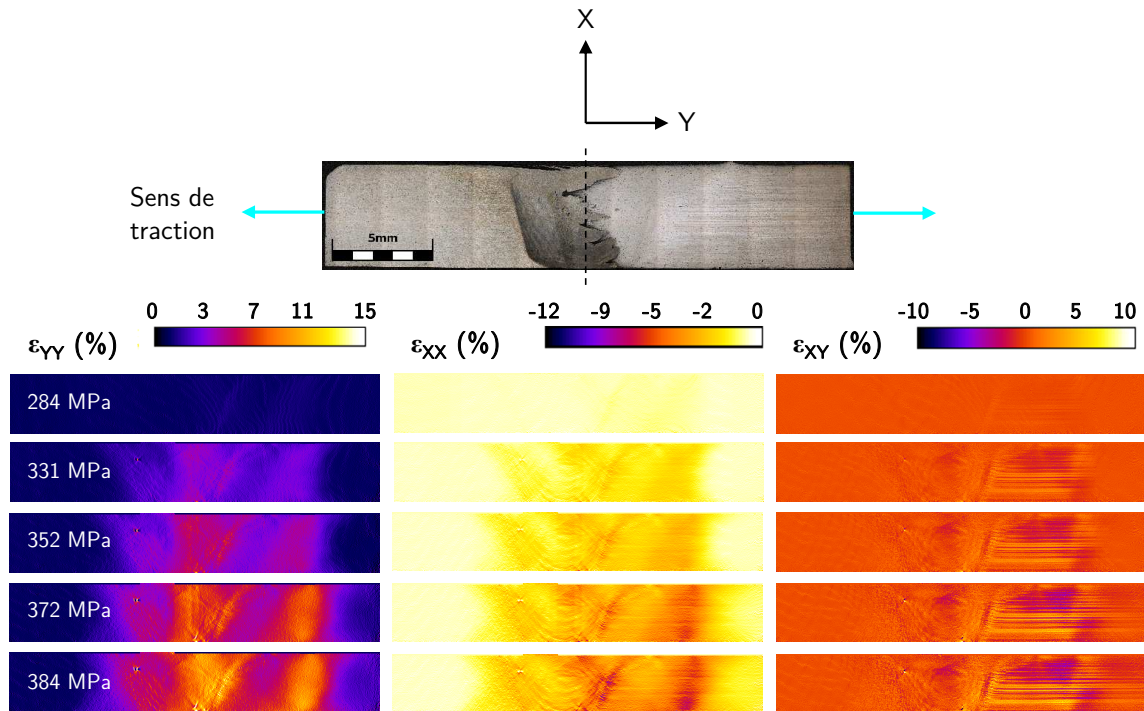 X
Y
Sens de
traction
5mm
0 3 7 11 15
εYY (%)
-12 -9 -5 -2 0
εXX (%)
-10 -5 0 5 10
εXY (%)
284 MPa
331 MPa
352 MPa
372 MPa
384 MPa